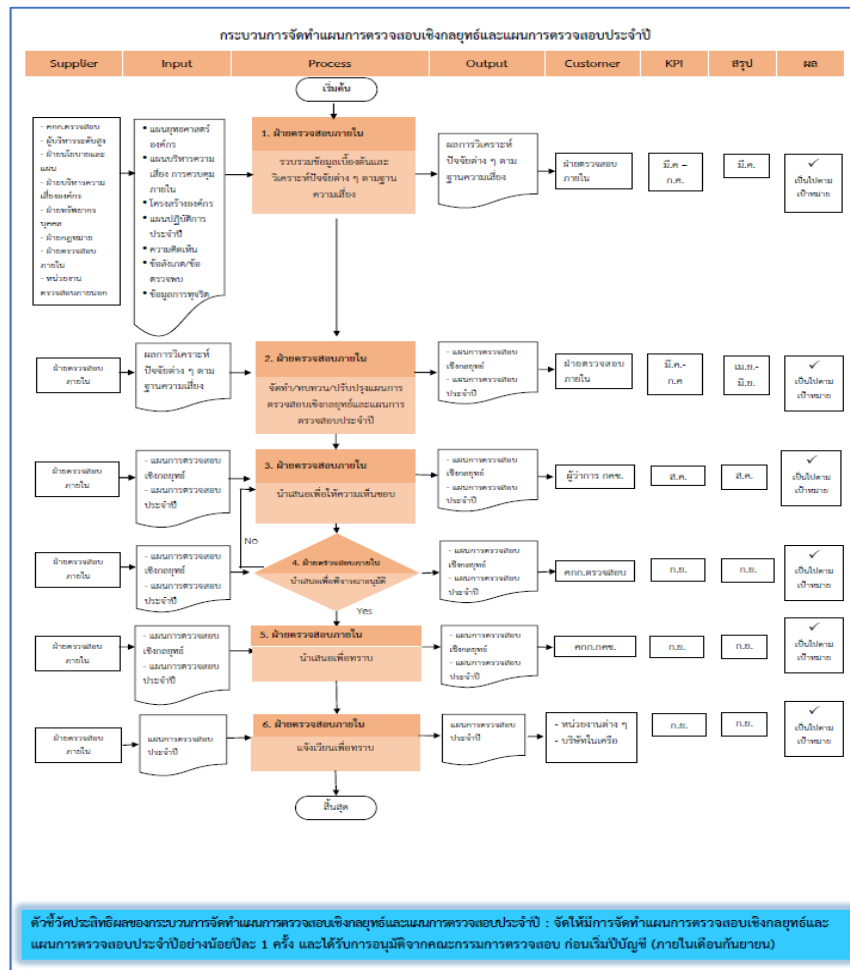 กระบวนการจัดทำแผนการตรวจสอบเชิงกลยุทธ์และแผนการตรวจสอบประจำปี
Supplier
Input
Process
Output
Customer
KPI
สรุป
ผล
เริ่มต้น
- คกก.ตรวจสอบ
- ผู้บริหารระดับสูง
- ฝ่ายนโยบายและ
แผน
- ฝ่ายบริหารความ
เสี่ยงองค์กร
- ฝ่ายทรัพยากร
บุคคล
- ฝ่ายกฎหมาย
- ฝ่ายตรวจสอบ
ภายใน
- หน่วยงาน
ตรวจสอบภายนอก
• แผนยุทธศาสตร์
องค์กร
• แผนบริหารความ
เสี่ยง การควบคุม
ภายใน
• โครงสร้างองค์กร
• แผนปฏิบัติการ
ประจำปี
• ความคิดเห็น
• ข้อสังเกต/ข้อ
ตรวจพบ
• ข้อมูลการทุจริต
1. ฝ่ายตรวจสอบภายใน
รวบรวมข้อมูลเบื้องต้นและ
วิเคราะห์ปัจจัยต่าง ๆ ตามฐาน
ความเสี่ยง
ผลการวิเคราะห์
ปัจจัยต่าง ๆ ตาม
ฐานความเสี่ยง
ฝ่ายตรวจสอบ
ภายใน
มี.ค –
ก.ค.
มี.ค.
✓
เป็นไปตาม
เป้าหมาย
ฝ่ายตรวจสอบ
ภายใน
ผลการวิเคราะห์
ปัจจัยต่าง ๆ ตาม
ฐานความเสี่ยง
2. ฝ่ายตรวจสอบภายใน
จัดทำ/ทบทวน/ปรับปรุงแผนการ
ตรวจสอบเชิงกลยุทธ์และแผนการ
ตรวจสอบประจำปี
- แผนการตรวจสอบ
เชิงกลยุทธ์
- แผนการตรวจสอบ
ประจำปี
ฝ่ายตรวจสอบ
ภายใน
มี.ค.-
ก.ค
เม.ย.-
มิ.ย.
✓
เป็นไปตาม
เป้าหมาย
ฝ่ายตรวจสอบ
ภายใน
- แผนการตรวจสอบ
เชิงกลยุทธ์
- แผนการตรวจสอบ
ประจำปี
3. ฝ่ายตรวจสอบภายใน
นำเสนอเพื่อให้ความเห็นชอบ
- แผนการตรวจสอบ
เชิงกลยุทธ์
- แผนการตรวจสอบ
ประจำปี
ผู้ว่าการ กคช.
ส.ค.
ส.ค.
✓
เป็นไปตาม
เป้าหมาย
No
ฝ่ายตรวจสอบ
ภายใน
- แผนการตรวจสอบ
เชิงกลยุทธ์
- แผนการตรวจสอบ
ประจำปี
4. ฝ่ายตรวจสอบภายใน
นำเสนอเพื่อพิจารณาอนุมัติ
- แผนการตรวจสอบ
เชิงกลยุทธ์
- แผนการตรวจสอบ
ประจำปี
คกก.ตรวจสอบ
ก.ย.
ก.ย.
✓
เป็นไปตาม
เป้าหมาย
Yes
ฝ่ายตรวจสอบ
ภายใน
- แผนการตรวจสอบ
เชิงกลยุทธ์
- แผนการตรวจสอบ
ประจำปี
5. ฝ่ายตรวจสอบภายใน
นำเสนอเพื่อทราบ
- แผนการตรวจสอบ
เชิงกลยุทธ์
- แผนการตรวจสอบ
ประจำปี
คกก.กคช.
ก.ย.
ก.ย.
✓
เป็นไปตาม
เป้าหมาย
ฝ่ายตรวจสอบ
ภายใน
แผนการตรวจสอบ
ประจำปี
6. ฝ่ายตรวจสอบภายใน
แจ้งเวียนเพื่อทราบ
แผนการตรวจสอบ
ประจำปี
- หน่วยงานต่าง ๆ
- บริษัทในเครือ
ก.ย.
ก.ย.
✓
เป็นไปตาม
เป้าหมาย
สิ้นสุด
ตัวชี้วัดประสิทธิผลของกระบวนการจัดทำแผนการตรวจสอบเชิงกลยุทธ์และแผนการตรวจสอบประจำปี : จัดให้มีการจัดทำแผนการตรวจสอบเชิงกลยุทธ์และ
แผนการตรวจสอบประจำปีอย่างน้อยปีละ 1 ครั้ง และได้รับการอนุมัติจากคณะกรรมการตรวจสอบ ก่อนเริ่มปีบัญชี (ภายในเดือนกันยายน)